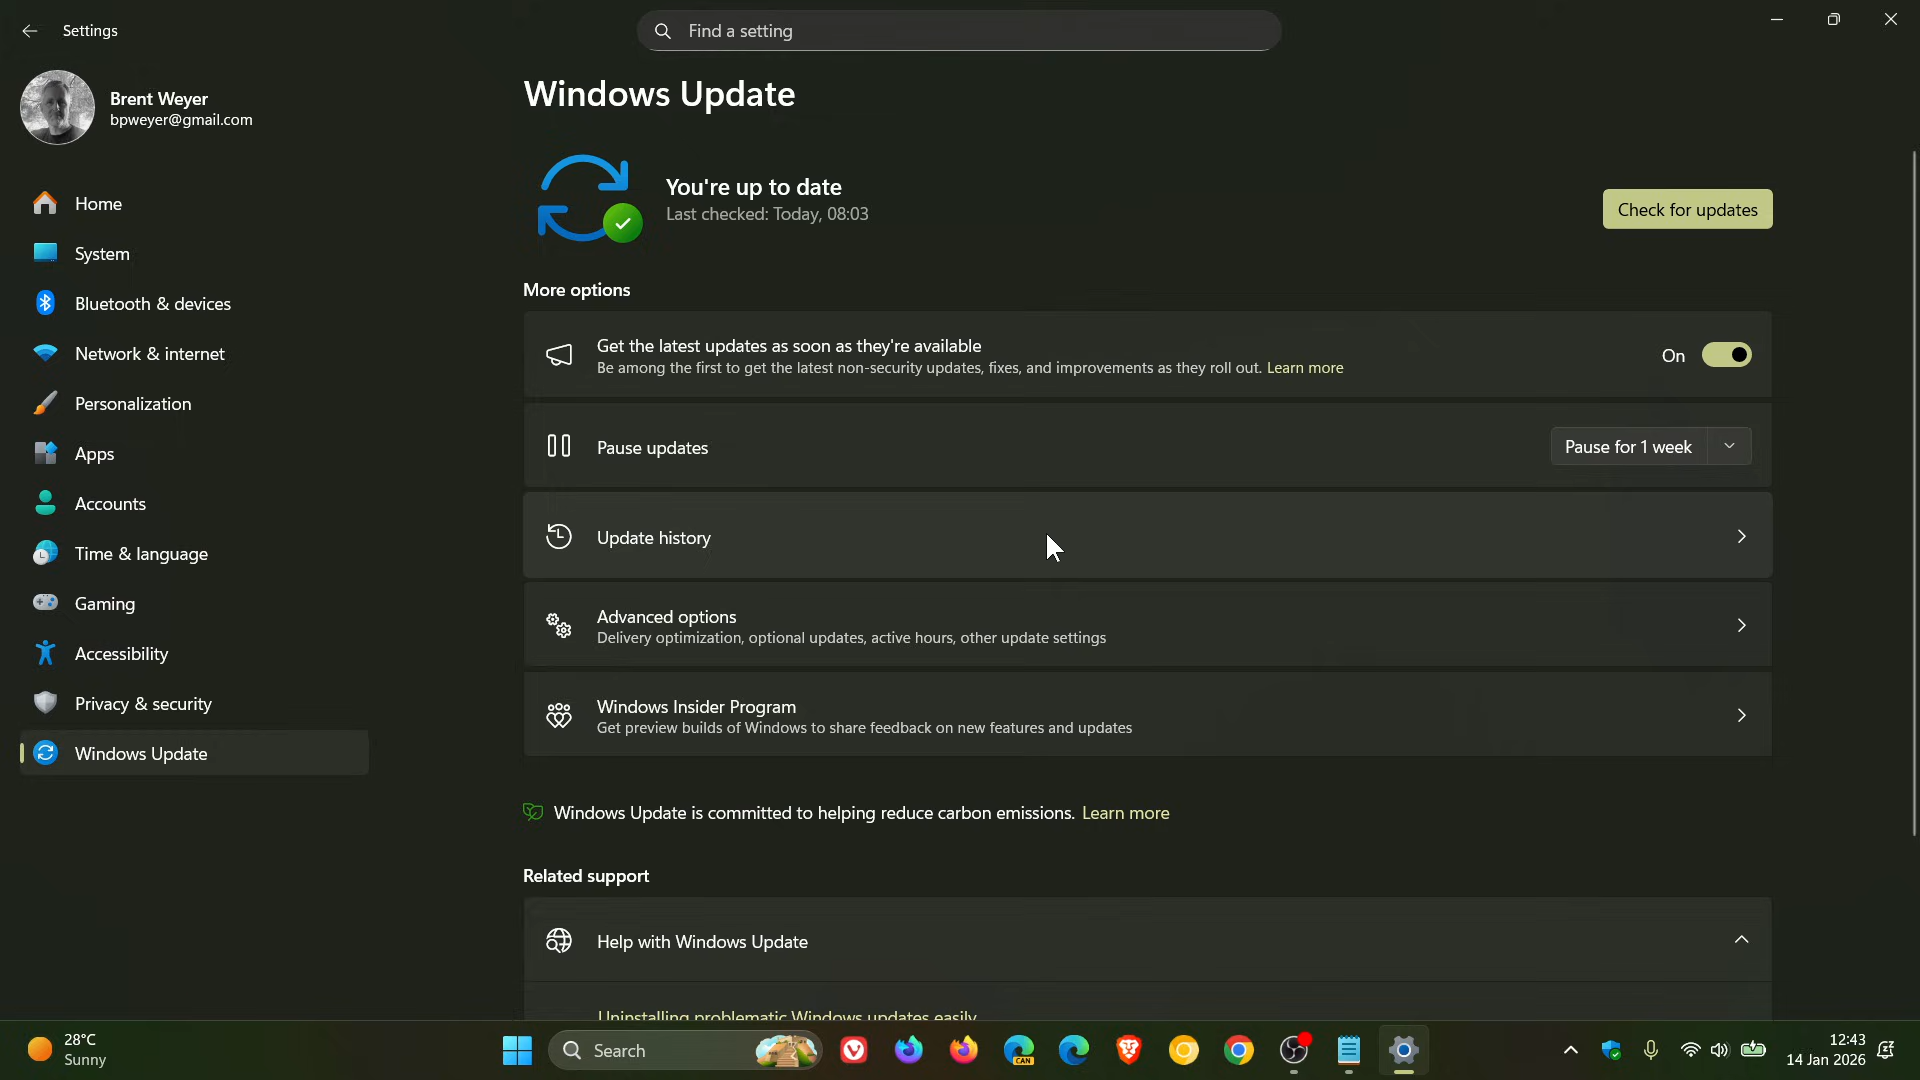 Settings
Find a setting
Brent Weyer
bpweyer@gmail.com
Home
System
Bluetooth & devices
Network & internet
Personalization
Apps
Accounts
Time & language
Gaming
Accessibility
Privacy & security
Windows Update
Windows Update
You're up to date
Last checked: Today, 08:03
Check for updates
More options
Get the latest updates as soon as they're available
Be among the first to get the latest non-security updates, fixes, and improvements as they roll out. Learn more
On
Pause updates
Pause for 1 week
Update history
Advanced options
Delivery optimization, optional updates, active hours, other update settings
Windows Insider Program
Get preview builds of Windows to share feedback on new features and updates
Windows Update is committed to helping reduce carbon emissions. Learn more
Related support
Help with Windows Update
Uninstalling problematic Windows updates easily
28°C
Sunny
Search
CAN
12:43
14 Jan 2026